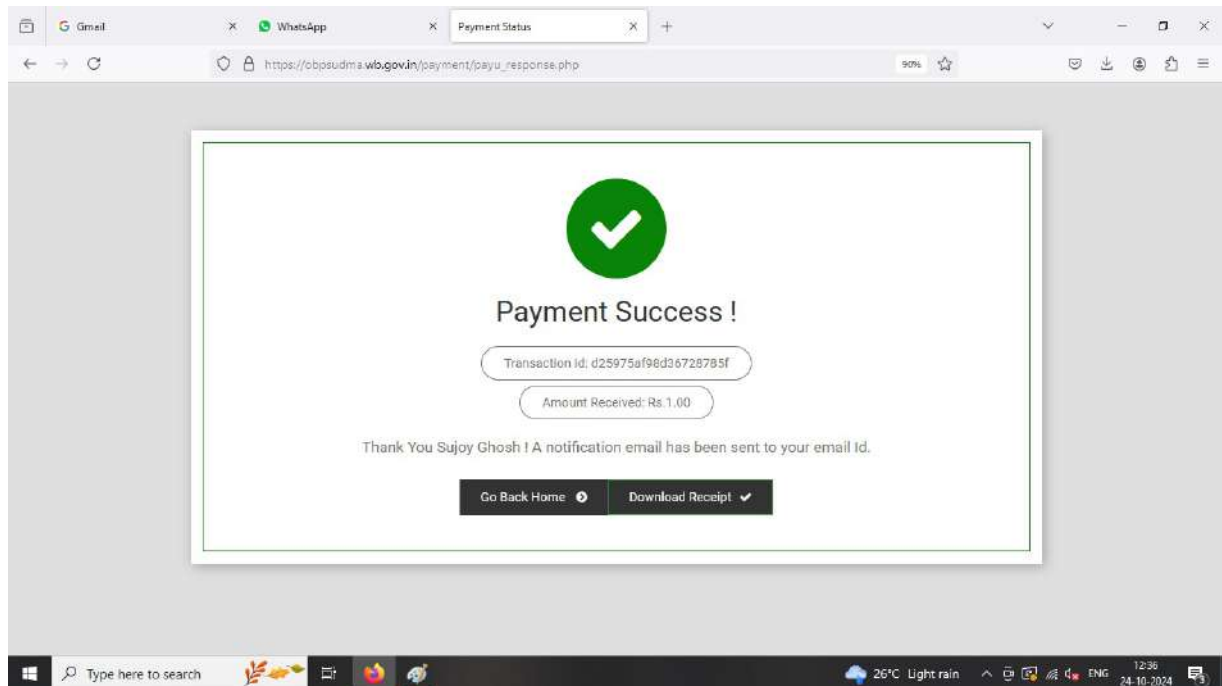 Gmail
WhatsApp
Payment Status
https://obpsudma.wb.gov.in/payment/payu_response.php
90%
Payment Success !
Transaction Id: d25975af98d36728785f
Amount Received: Rs.1.00
Thank You Sujoy Ghosh ! A notification email has been sent to your email Id.
Go Back Home
Download Receipt
Type here to search
26°C Light rain
ENG
12:36
24-10-2024
3